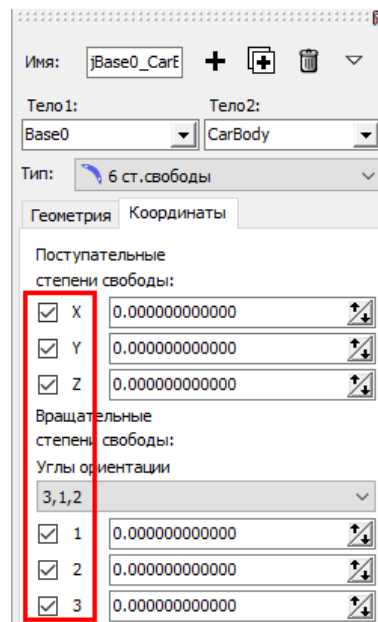 Имя: jBase0_CarE
Тело1: Тело2:
Base0 CarBody
Тип: 6 ст.свободы
Геометрия Координаты
Поступательные
степени свободы:
X 0.000000000000
Y 0.000000000000
Z 0.000000000000
Вращательные
степени свободы:
Углы ориентации
3,1,2
1 0.000000000000
2 0.000000000000
3 0.000000000000